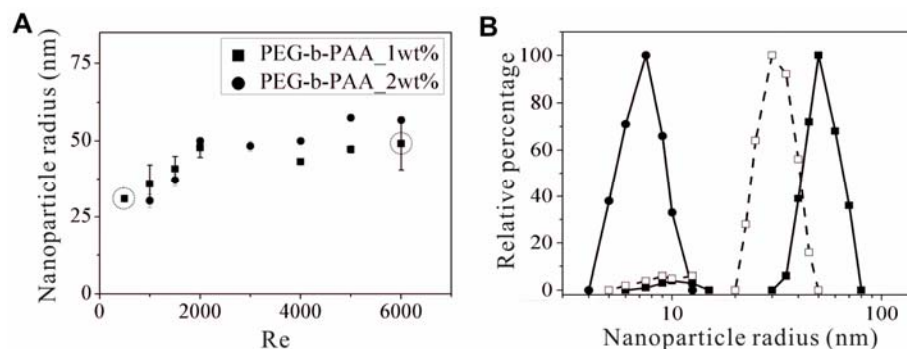 A
Nanoparticle radius (nm)
75
50
25
0
PEG-b-PAA_1wt%
PEG-b-PAA_2wt%
0 2000 4000 6000
Re
B
Relative percentage
100
80
60
40
20
10
0
10 100
Nanoparticle radius (nm)